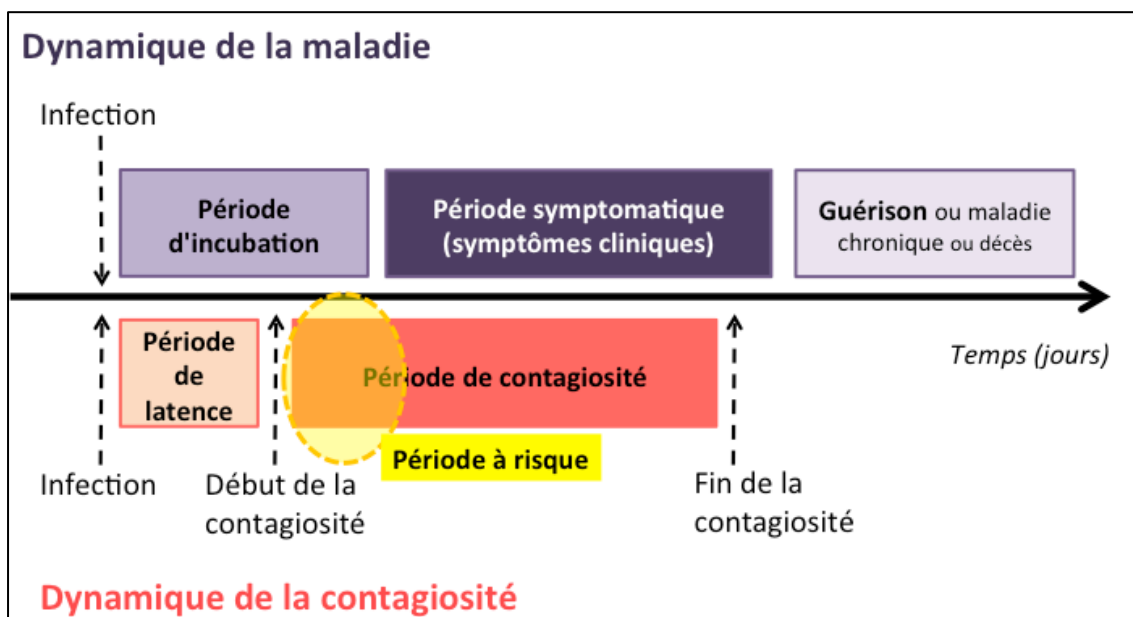 Dynamique de la maladie
Infection
Période
d'incubation
Période symptomatique
(symptômes cliniques)
Guérison ou maladie
chronique ou décès
Période
de
latence
Période de contagiosité
Temps (jours)
Période à risque
Infection
Début de la
contagiosité
Fin de la
contagiosité
Dynamique de la contagiosité